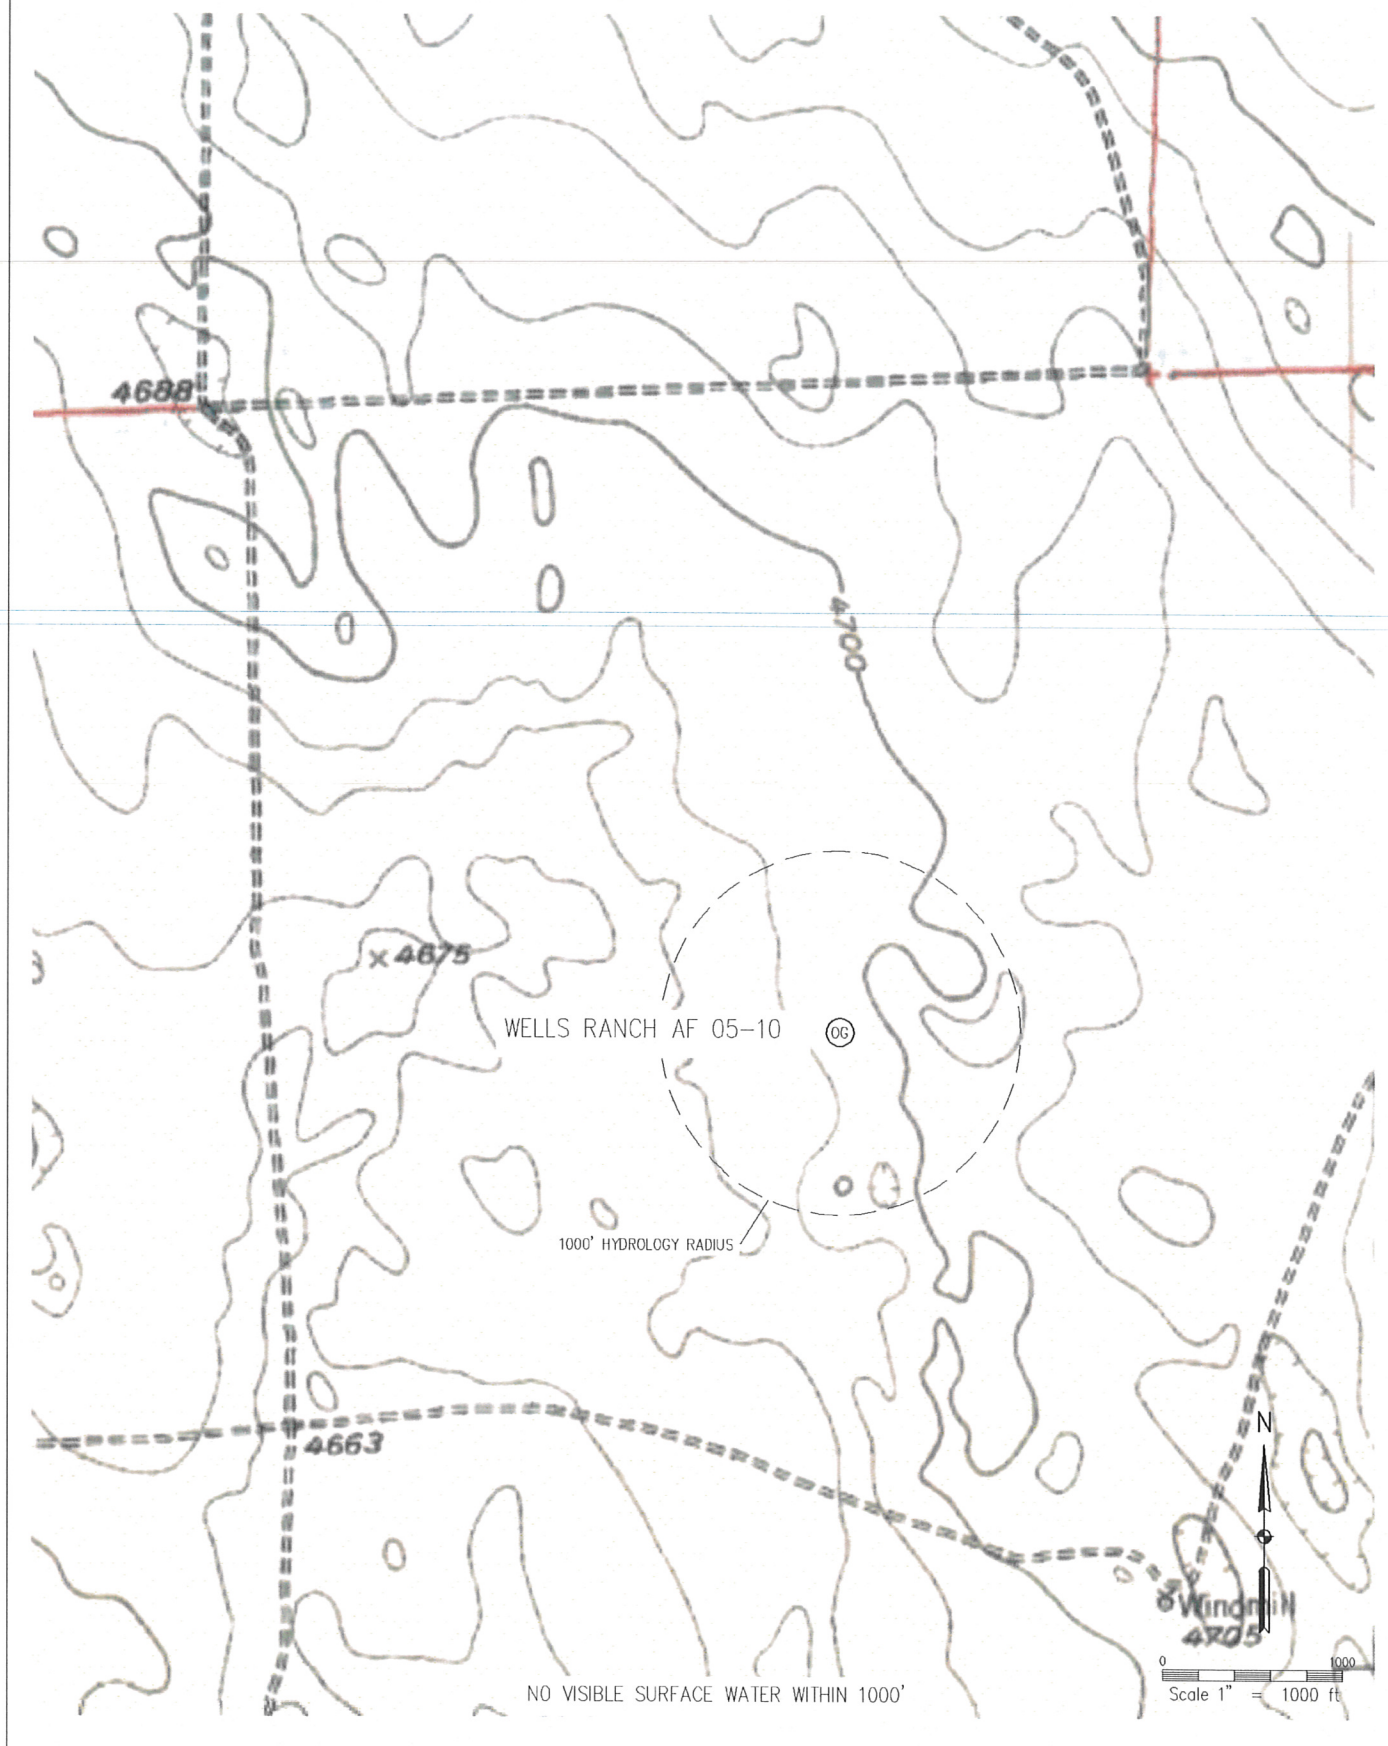 4688
4700
×4675
WELLS RANCH AF 05-10
OG
1000' HYDROLOGY RADIUS
4663
N
Windmill
4705
0 1000
Scale 1" = 1000 ft
NO VISIBLE SURFACE WATER WITHIN 1000'